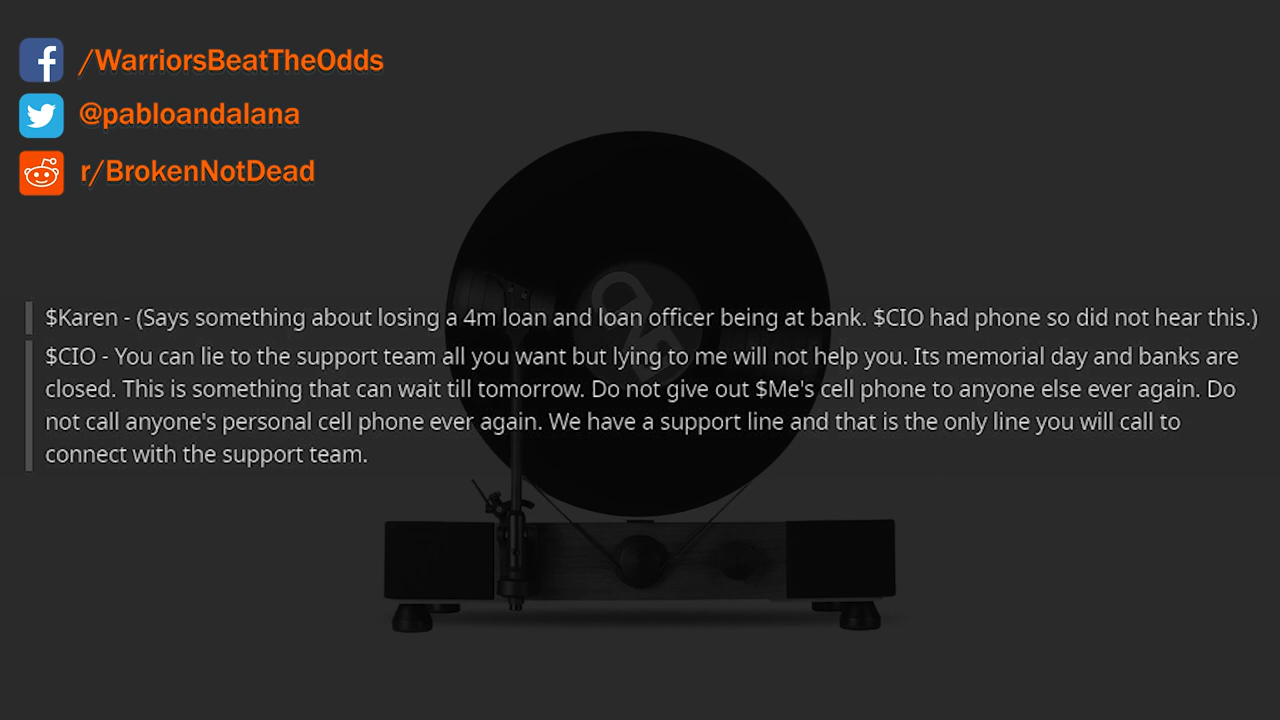 /WarriorsBeatTheOdds
@pabloandalana
r/BrokenNotDead
$Karen - (Says something about losing a 4m loan and loan officer being at bank. $CIO had phone so did not hear this.)
$CIO - You can lie to the support team all you want but lying to me will not help you. Its memorial day and banks are
closed. This is something that can wait till tomorrow. Do not give out $Me's cell phone to anyone else ever again. Do
not call anyone's personal cell phone ever again. We have a support line and that is the only line you will call to
connect with the support team.